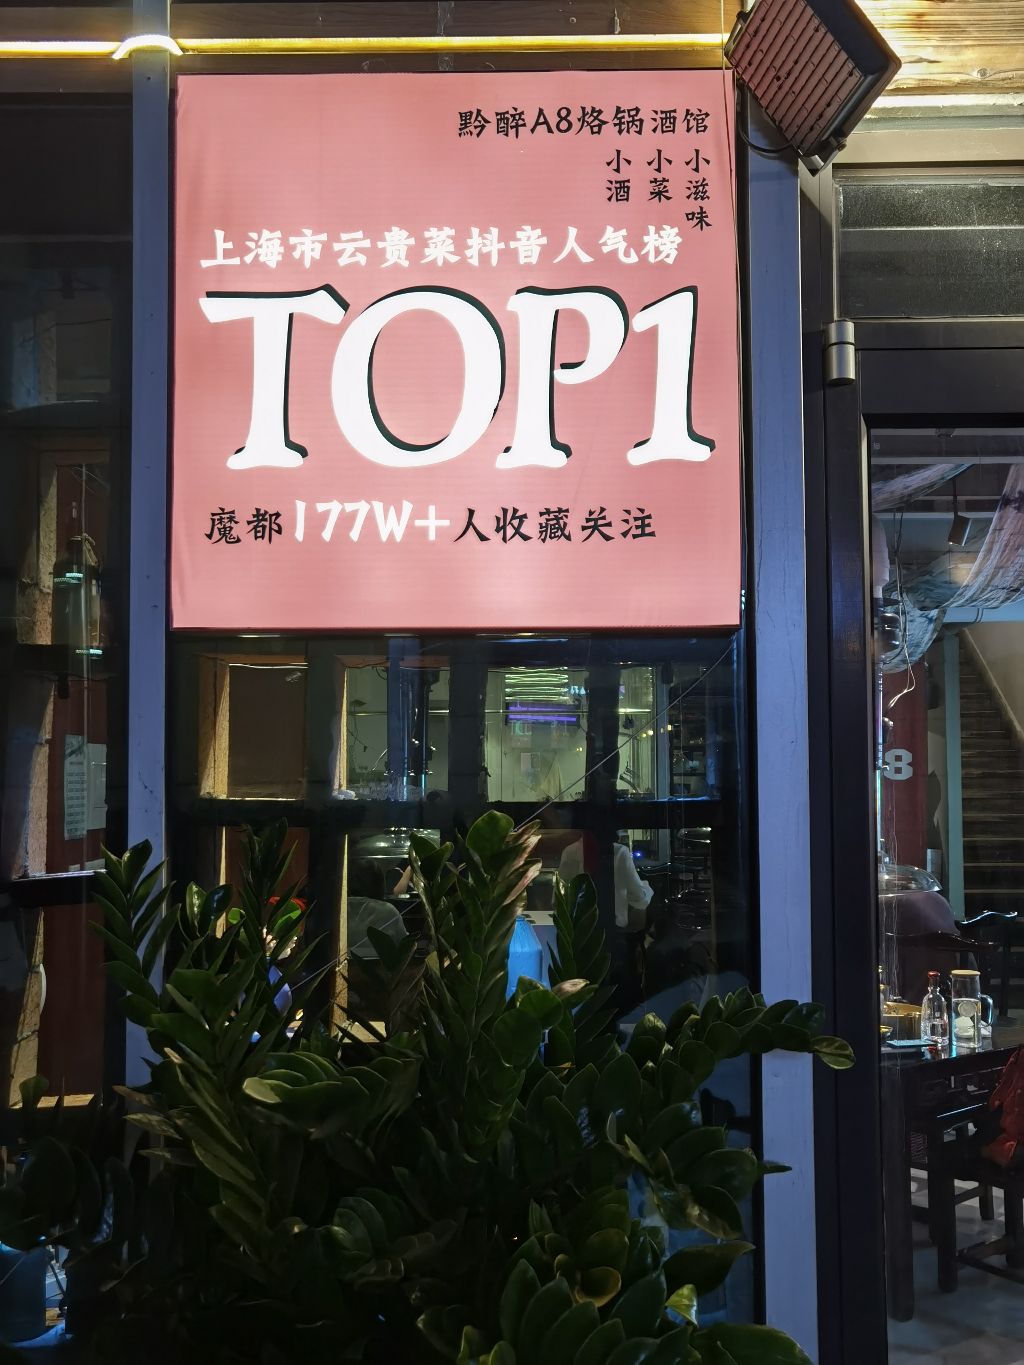 黔醉A8烙锅酒馆
小滋味
小菜
小酒
上海市云贵菜抖音人气榜
TOP1
魔都177W+人收藏关注
8